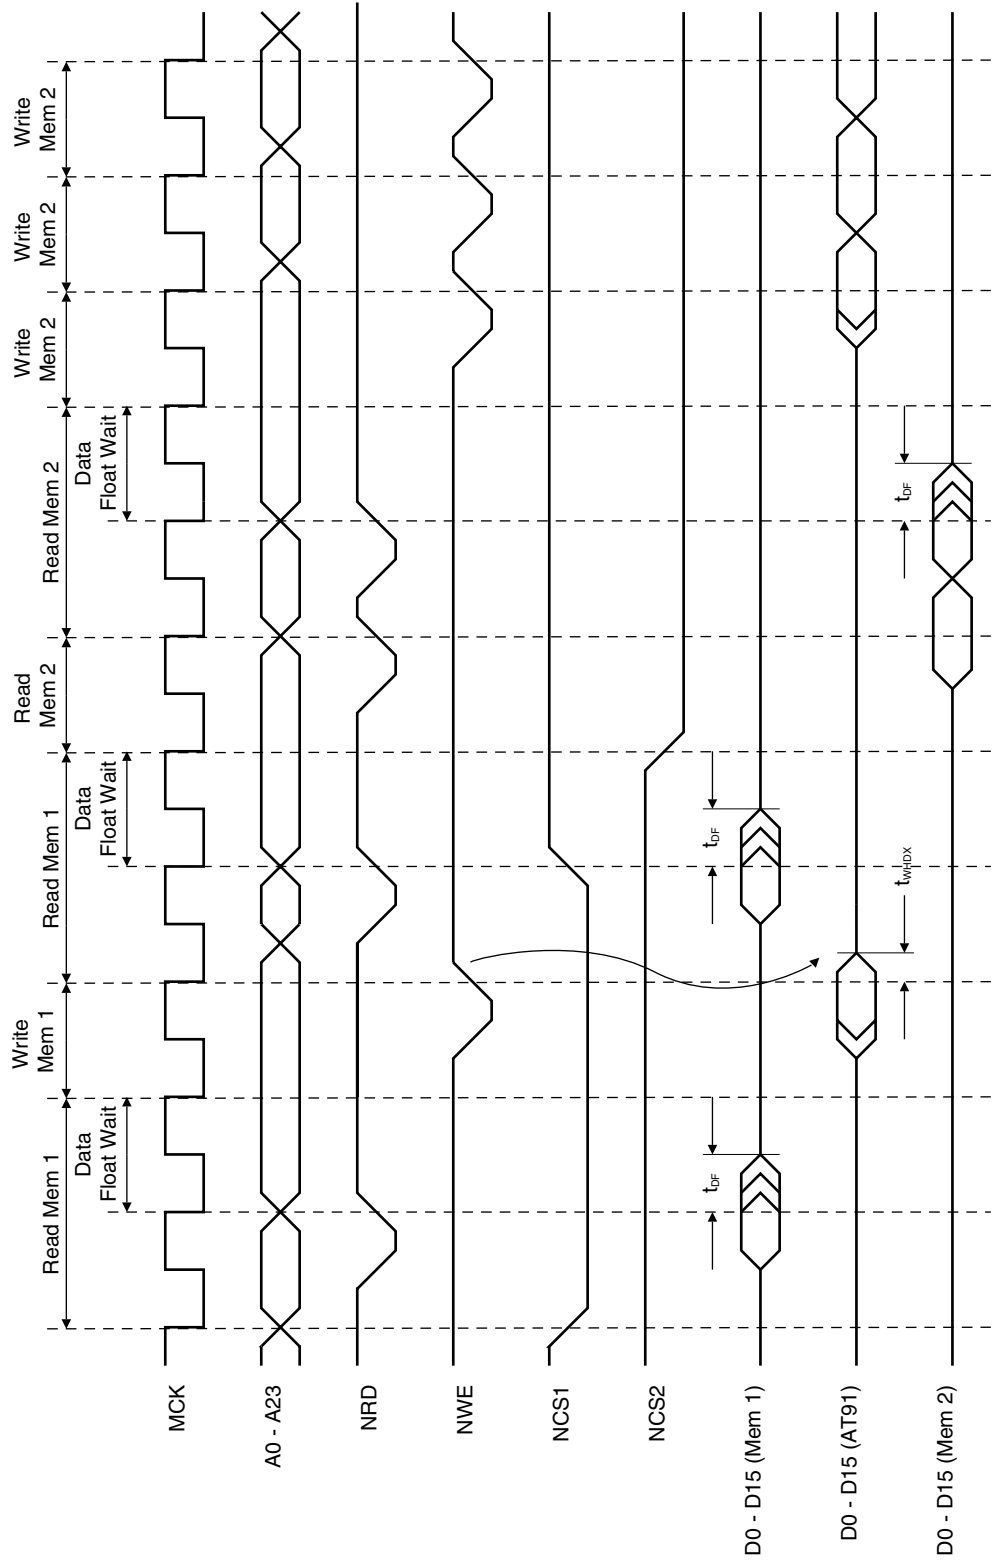 Read Mem 1
Write
Mem 1
Read Mem 1
Read
Mem 2
Read Mem 2
Write
Mem 2
Write
Mem 2
Write
Mem 2
Data
Float Wait
Data
Float Wait
Data
Float Wait
MCK
A0 - A23
NRD
NWE
NCS1
NCS2
D0 - D15 (Mem 1)
tDF
tDF
D0 - D15 (AT91)
tWHDX
D0 - D15 (Mem 2)
tDF